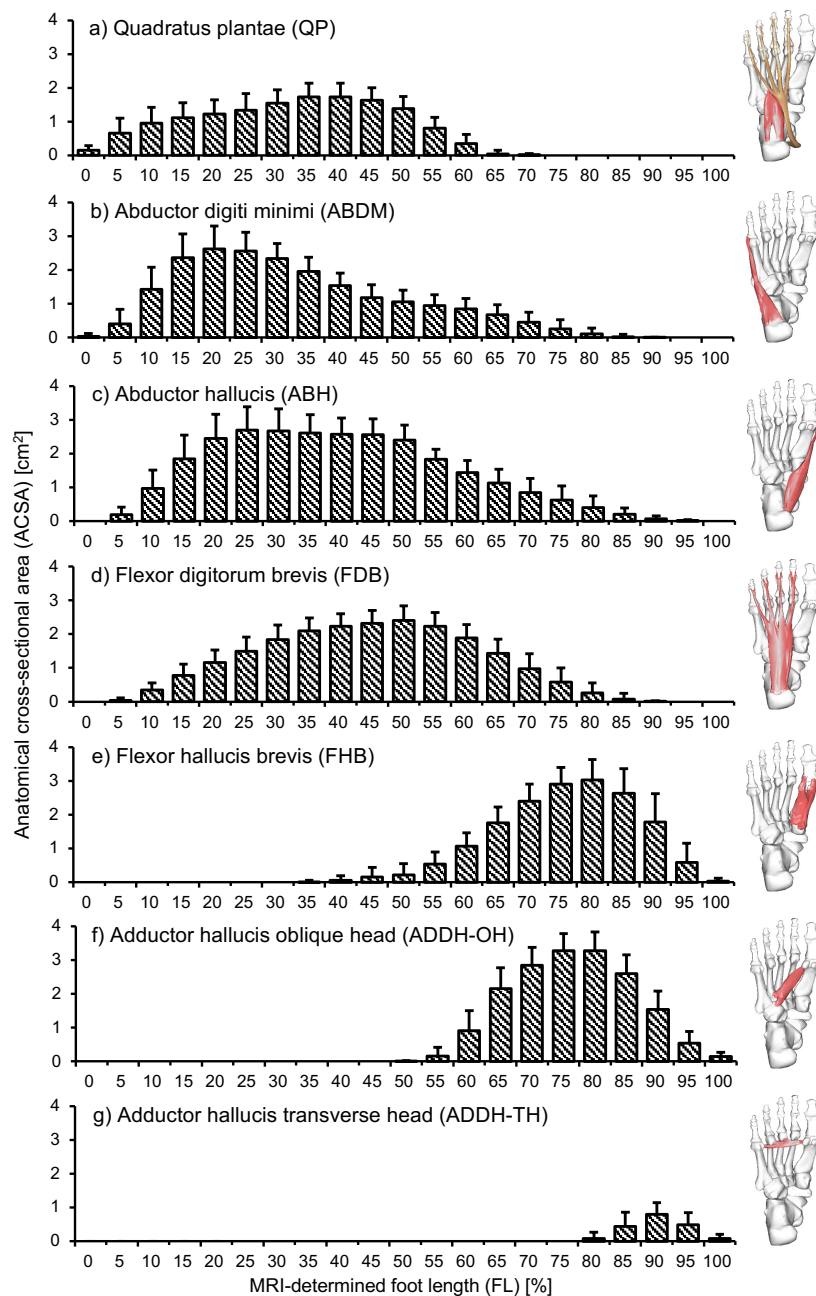 a) Quadratus plantae (QP)
4
3
2
1
0
0 5 10 15 20 25 30 35 40 45 50 55 60 65 70 75 80 85 90 95 100
b) Abductor digiti minimi (ABDM)
4
3
2
1
0
0 5 10 15 20 25 30 35 40 45 50 55 60 65 70 75 80 85 90 95 100
c) Abductor hallucis (ABH)
4
3
2
1
0
0 5 10 15 20 25 30 35 40 45 50 55 60 65 70 75 80 85 90 95 100
Anatomical cross-sectional area (ACSA) [cm²]
d) Flexor digitorum brevis (FDB)
4
3
2
1
0
0 5 10 15 20 25 30 35 40 45 50 55 60 65 70 75 80 85 90 95 100
e) Flexor hallucis brevis (FHB)
4
3
2
1
0
0 5 10 15 20 25 30 35 40 45 50 55 60 65 70 75 80 85 90 95 100
f) Adductor hallucis oblique head (ADDH-OH)
4
3
2
1
0
0 5 10 15 20 25 30 35 40 45 50 55 60 65 70 75 80 85 90 95 100
g) Adductor hallucis transverse head (ADDH-TH)
4
3
2
1
0
0 5 10 15 20 25 30 35 40 45 50 55 60 65 70 75 80 85 90 95 100
MRI-determined foot length (FL) [%]